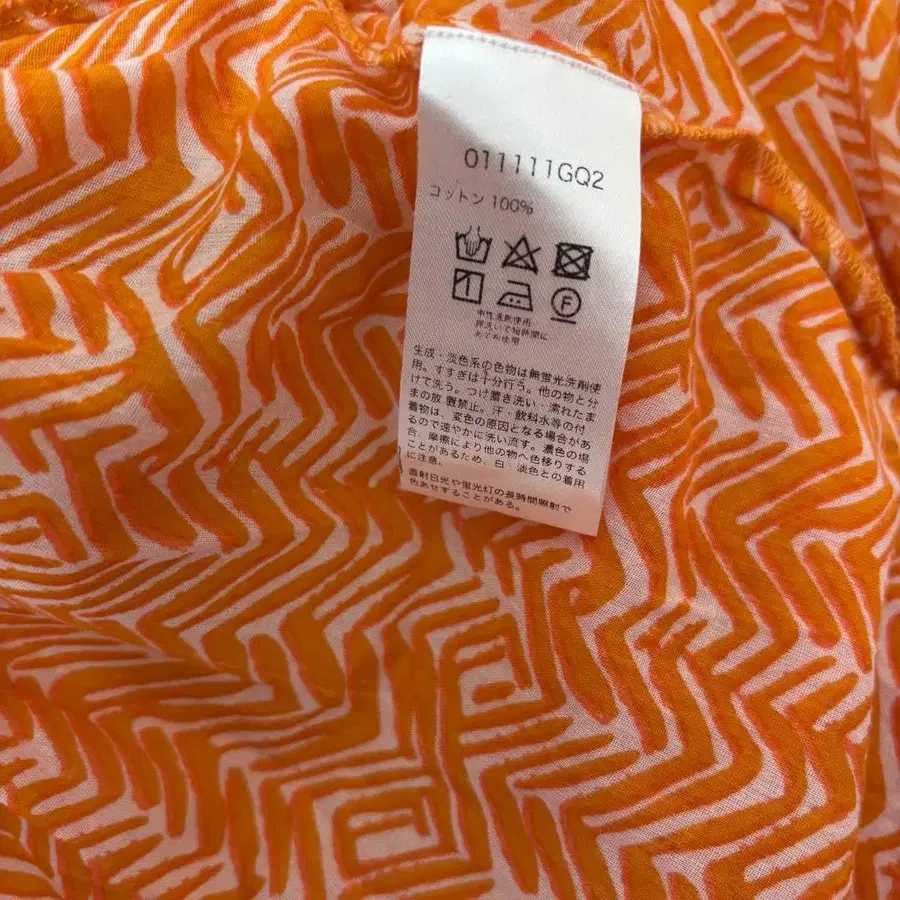 011111GQ2
コットン 100%
F
中性洗剤使用
押洗いで短時間に
あて布使用
生成・淡色系の色物は無蛍光洗剤使
用。すすぎは十分行う。他の物と分
けて洗う。つけ置き洗い・濡れたま
まの放 置禁止。汗・飲料水等の付
着物は、変色の原因となる場合があ
るので速やかに洗い流す。濃色の場
合、摩擦により他の物へ色移りする
ことがあるため、白・淡色との着用
に注意。
直射日光や蛍光灯の長時間照射で
色あせすることがある。